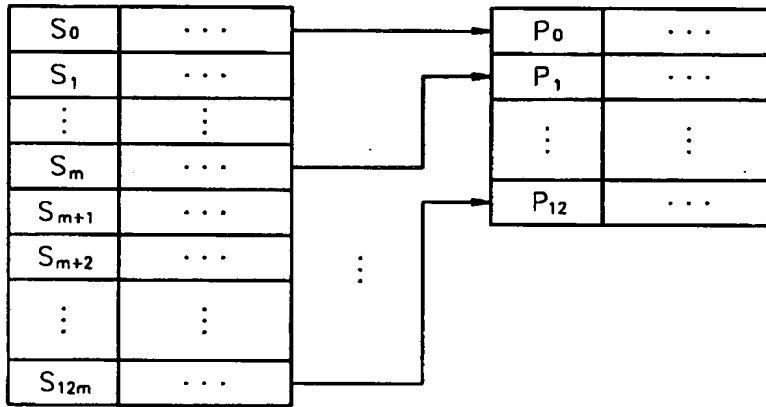 S₀ ...
S₁ ...
⋮ ⋮
Sₘ ...
Sₘ₊₁ ...
Sₘ₊₂ ...
⋮ ⋮
S₁₂ₘ ...
⋮
P₀ ...
P₁ ...
⋮ ⋮
P₁₂ ...